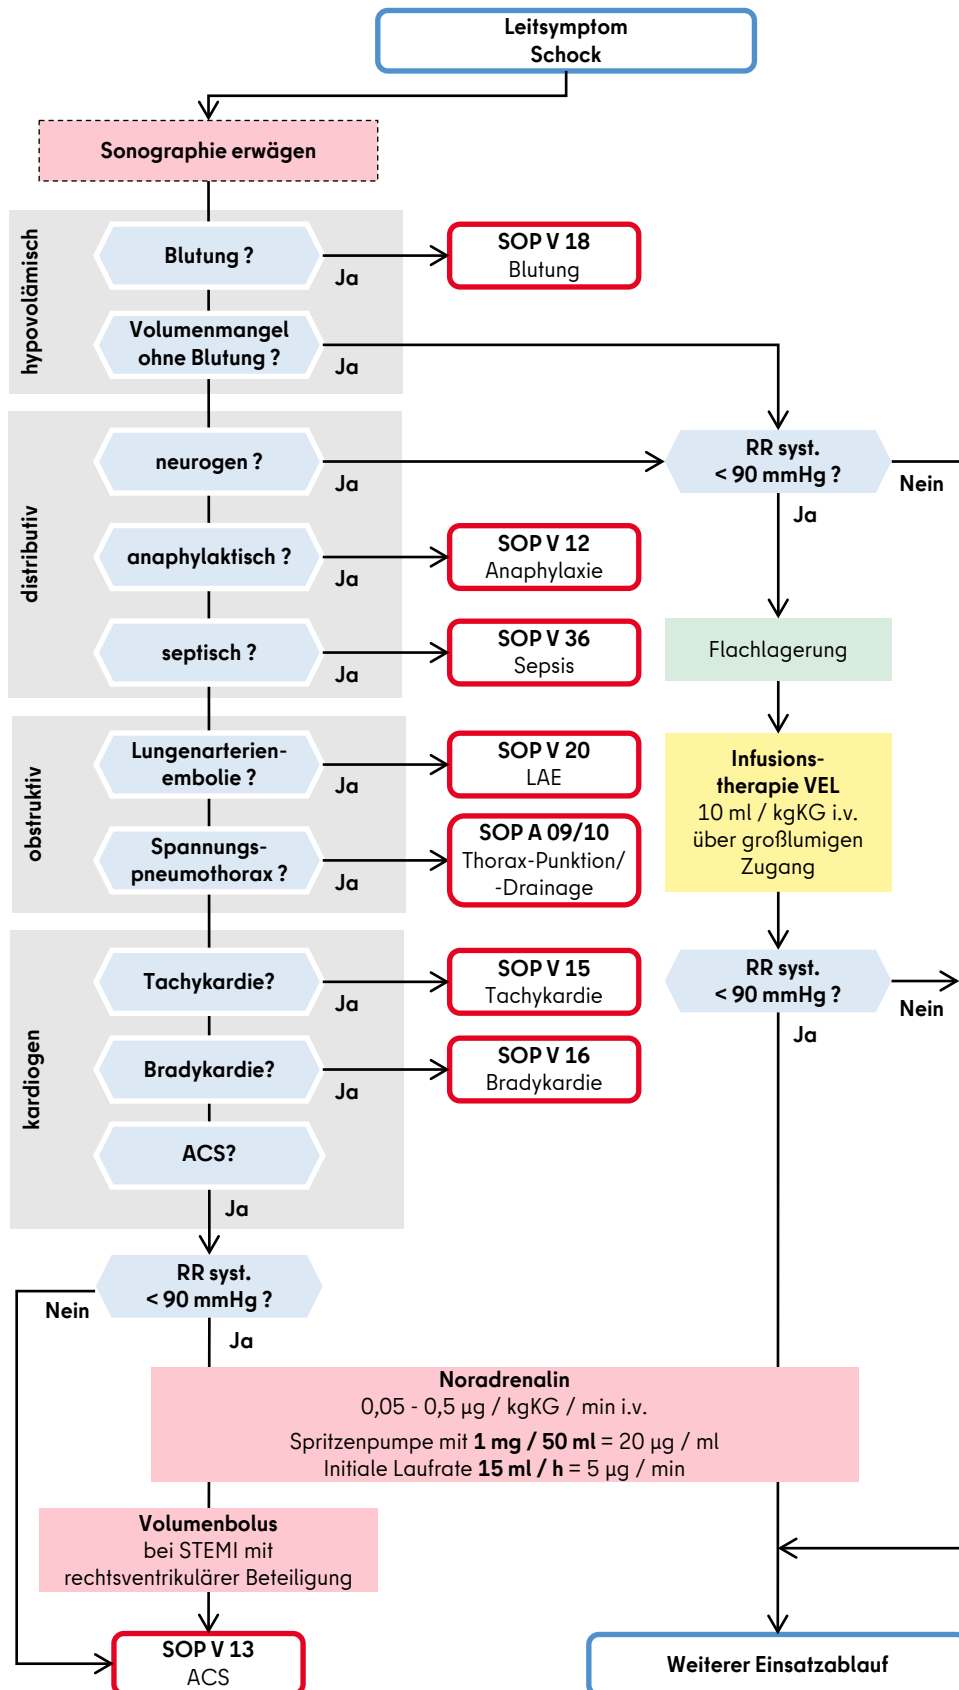 Leitsymptom
Schock
Sonographie erwägen
hypovolämisch
Blutung ?
Ja
SOP V 18
Blutung
Volumenmangel
ohne Blutung ?
Ja
distributiv
neurogen ?
Ja
RR syst.
< 90 mmHg ?
Nein
Ja
anaphylaktisch ?
Ja
SOP V 12
Anaphylaxie
septisch ?
Ja
SOP V 36
Sepsis
Flachlagerung
obstruktiv
Lungenarterien-
embolie ?
Ja
SOP V 20
LAE
Infusions-
therapie VEL
10 ml / kgKG i.v.
über großlumigen
Zugang
Spannungs-
pneumothorax ?
Ja
SOP A 09/10
Thorax-Punktion/
-Drainage
kardiogen
Tachykardie?
Ja
SOP V 15
Tachykardie
RR syst.
< 90 mmHg ?
Nein
Ja
Bradykardie?
Ja
SOP V 16
Bradykardie
ACS?
Ja
RR syst.
< 90 mmHg ?
Nein
Ja
Noradrenalin
0,05 - 0,5 µg / kgKG / min i.v.
Spritzenpumpe mit 1 mg / 50 ml = 20 µg / ml
Initiale Laufrate 15 ml / h = 5 µg / min
Volumenbolus
bei STEMI mit
rechtsventrikulärer Beteiligung
SOP V 13
ACS
Weiterer Einsatzablauf